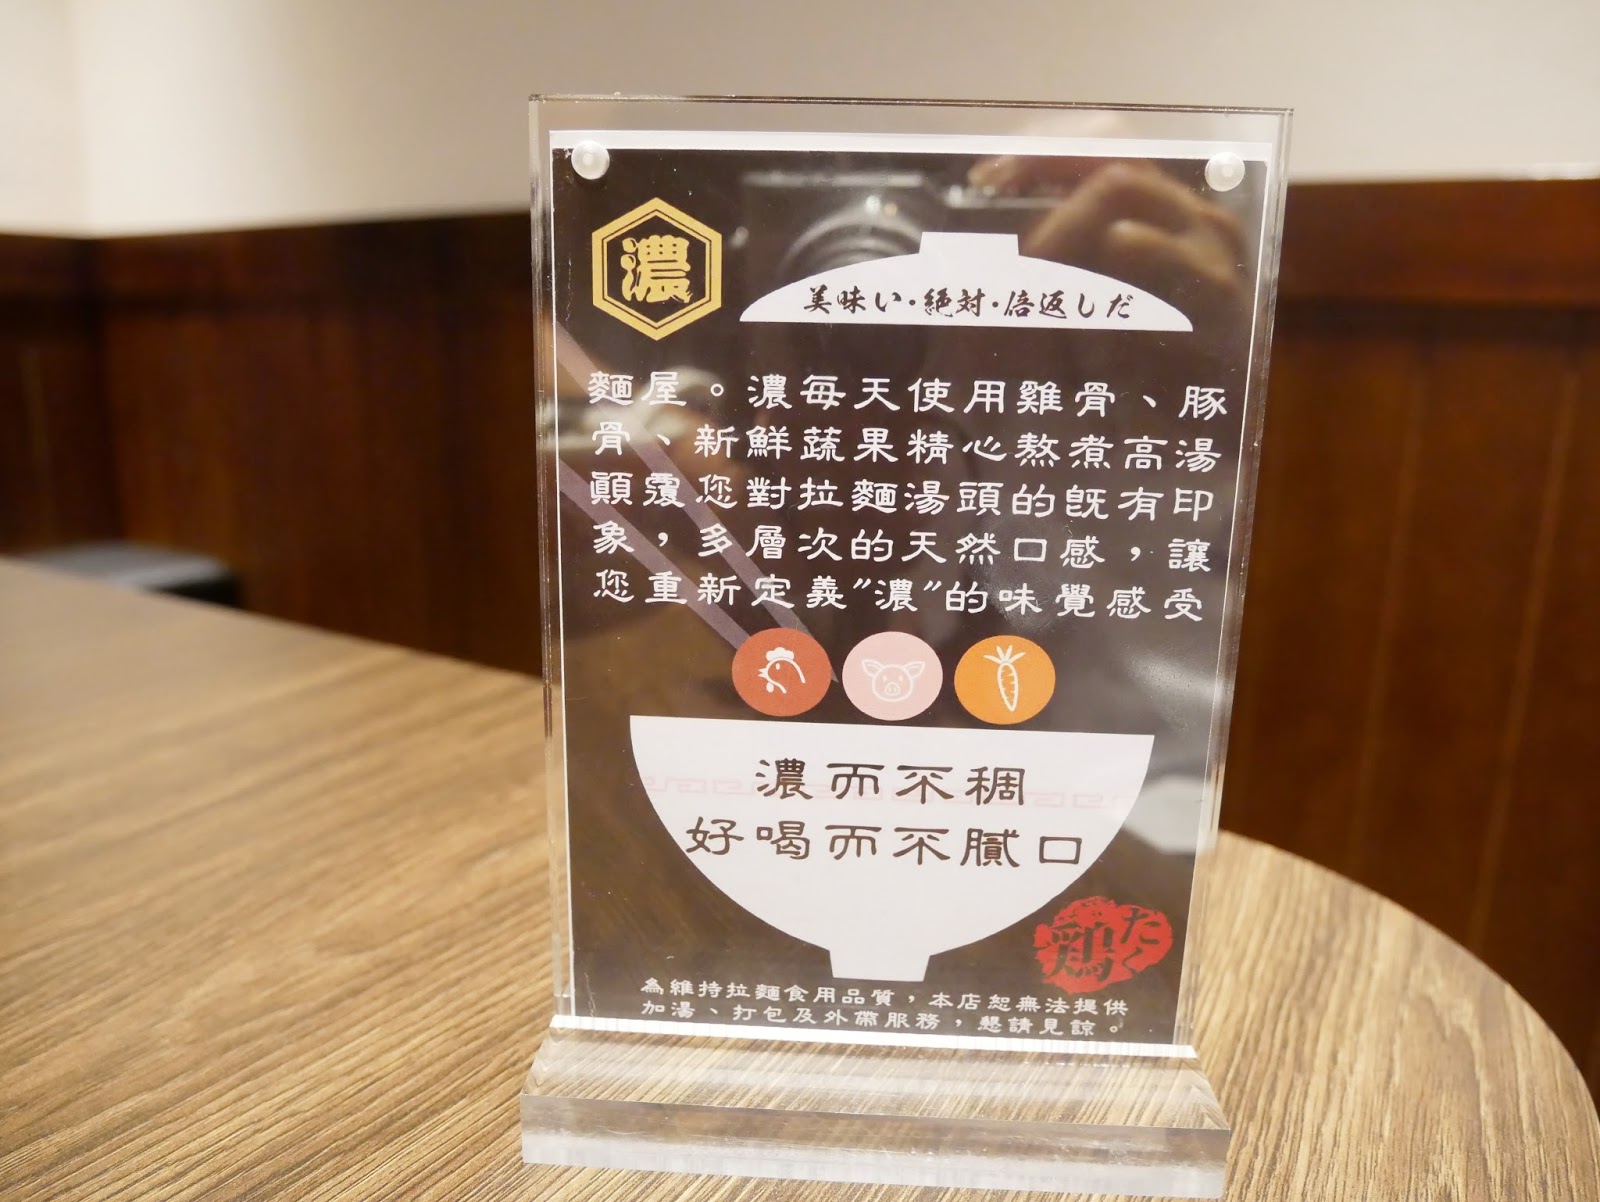 濃
美味い・絶対・倍返しだ
麵屋。濃每天使用雞骨、豚
骨、新鮮蔬果精心熬煮高湯
顛覆您對拉麵湯頭的既有印
象，多層次的天然口感，讓
您重新定義"濃"的味覺感受
濃而不稠
好喝而不膩口
鶏だく
為維持拉麵食用品質，本店恕無法提供
加湯、打包及外帶服務，懇請見諒。